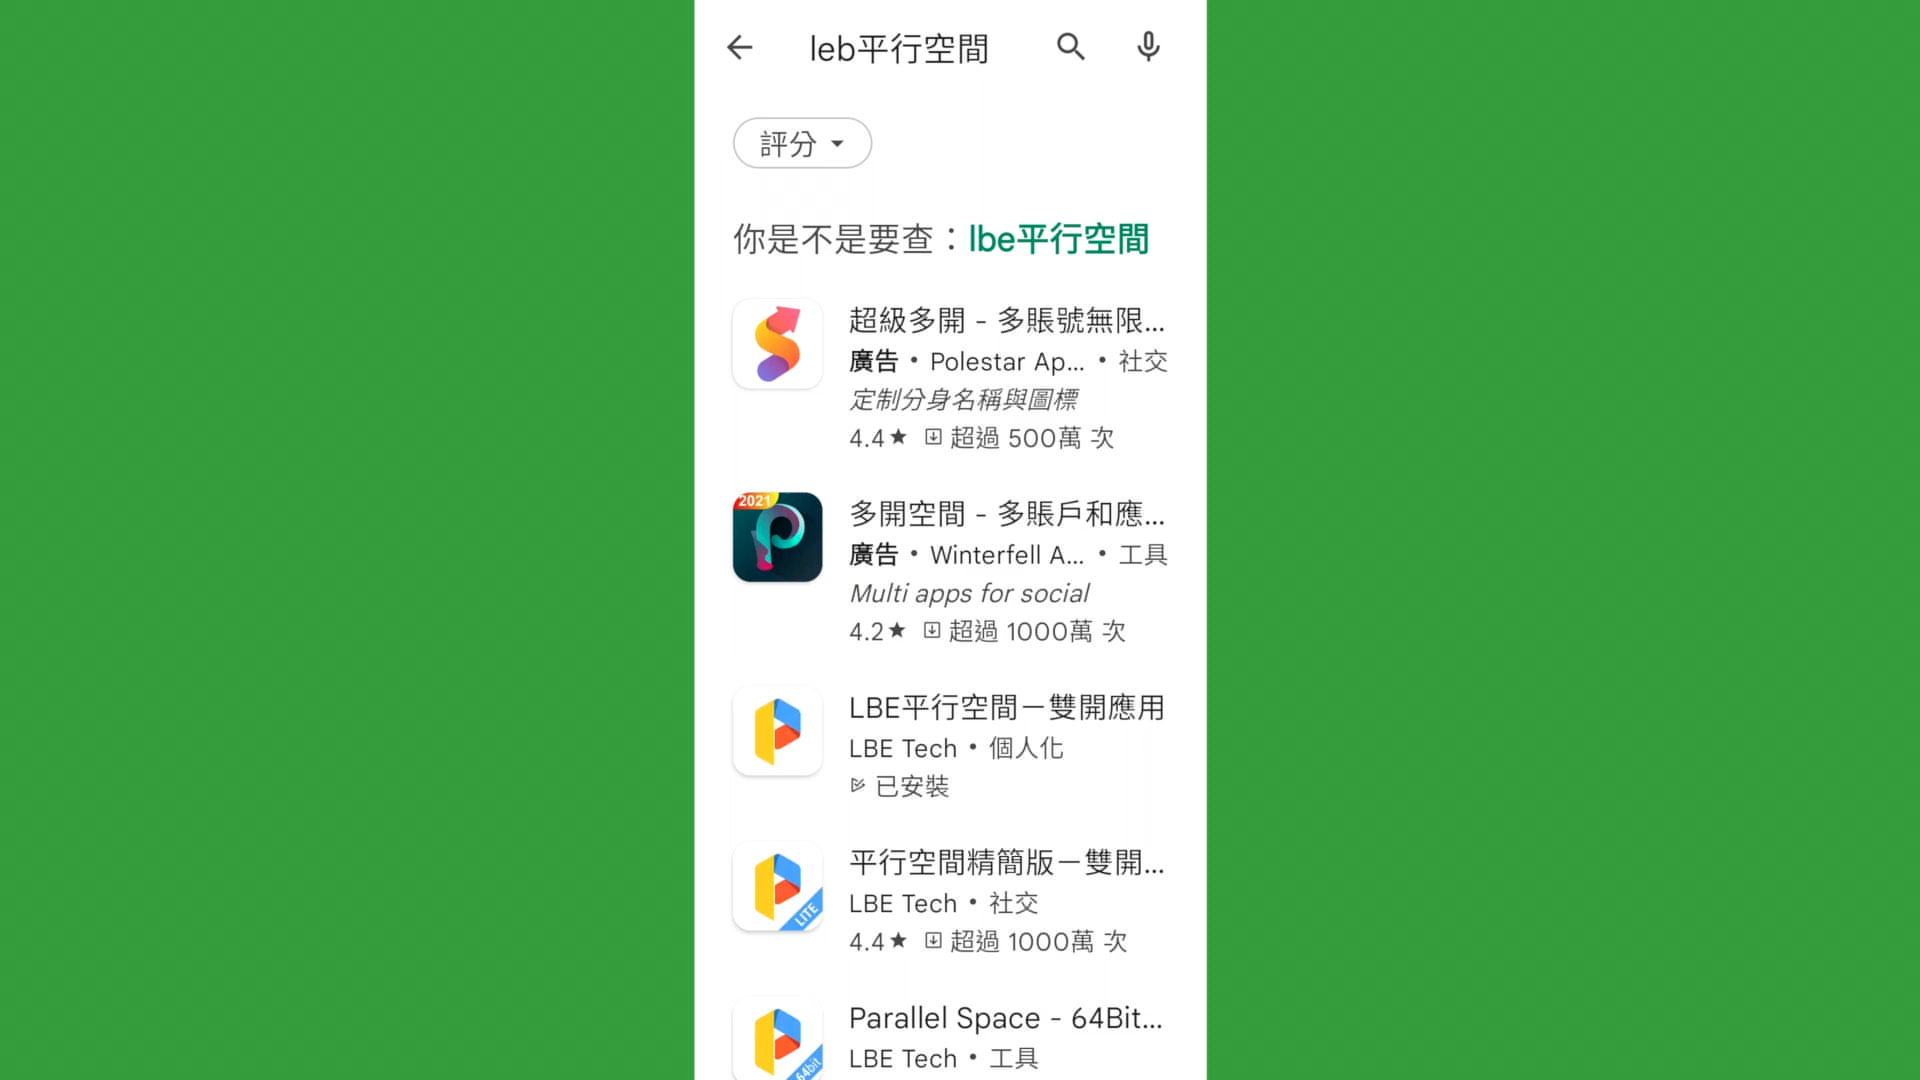 leb平行空間
評分
你是不是要查：lbe平行空間
超級多開 - 多賬號無限...
廣告 • Polestar Ap... • 社交
定制分身名稱與圖標
4.4★ 超過 500萬 次
2021
多開空間 - 多賬戶和應...
廣告 • Winterfell A... • 工具
Multi apps for social
4.2★ 超過 1000萬 次
LBE平行空間－雙開應用
LBE Tech • 個人化
已安裝
平行空間精簡版－雙開...
LBE Tech • 社交
LITE
4.4★ 超過 1000萬 次
Parallel Space - 64Bit...
LBE Tech • 工具
64bit